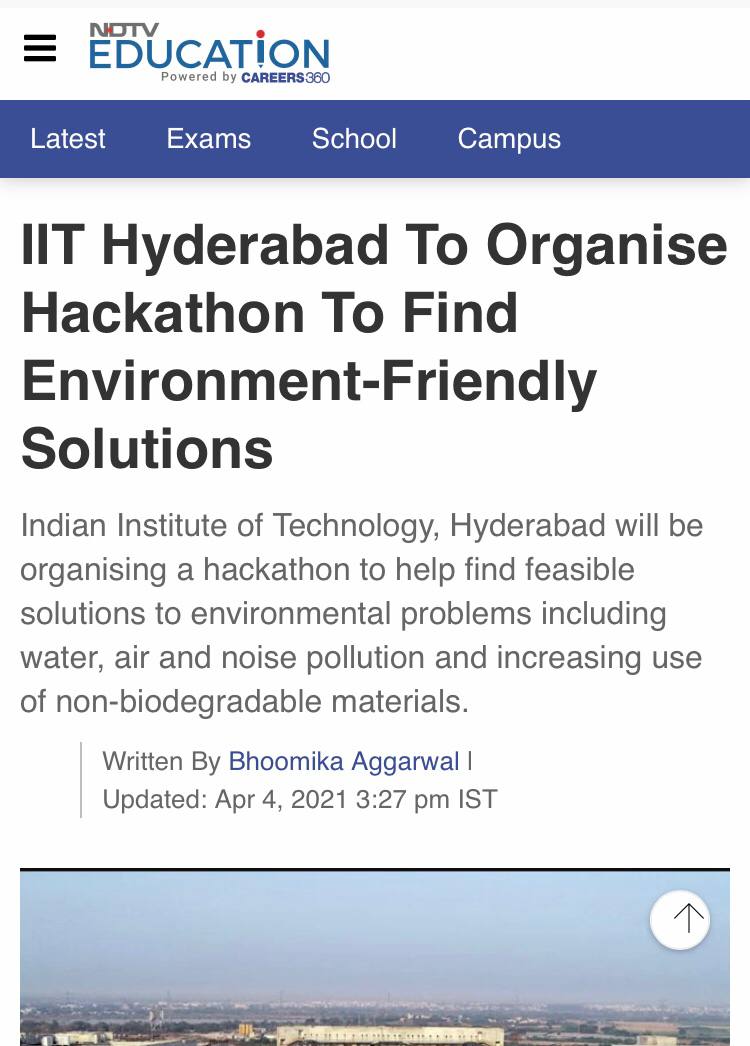 NDTV
EDUCATION
Powered by CAREERS360
Latest Exams School Campus
IIT Hyderabad To Organise
Hackathon To Find
Environment-Friendly
Solutions
Indian Institute of Technology, Hyderabad will be
organising a hackathon to help find feasible
solutions to environmental problems including
water, air and noise pollution and increasing use
of non-biodegradable materials.
Written By Bhoomika Aggarwal |
Updated: Apr 4, 2021 3:27 pm IST